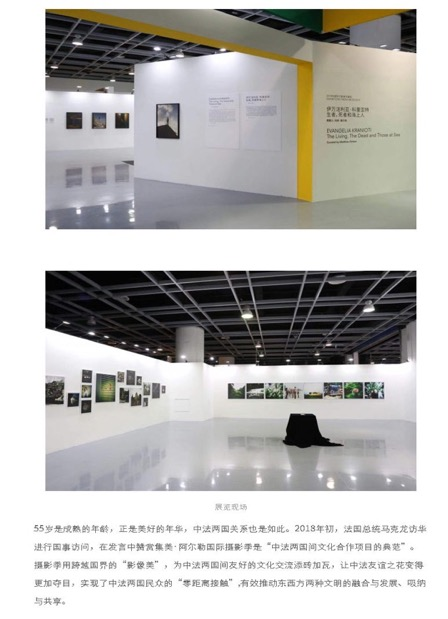 伊万洁利亚·科曼亚特
生者，死者和海上人
EVANGELIA KRANIOTI
The Living, The Dead and Those at Sea
展览现场
55岁是成熟的年龄，正是美好的年华，中法两国关系也是如此。2018年初，法国总统马克龙访华
进行国事访问，在发言中赞赏集美·阿尔勒国际摄影季是“中法两国间文化合作项目的典范”。
摄影季用跨越国界的“影像美”，为中法两国间友好的文化交流添砖加瓦，让中法友谊之花变得
更加夺目，实现了中法两国民众的“零距离接触”,有效推动东西方两种文明的融合与发展、吸纳
与共享。